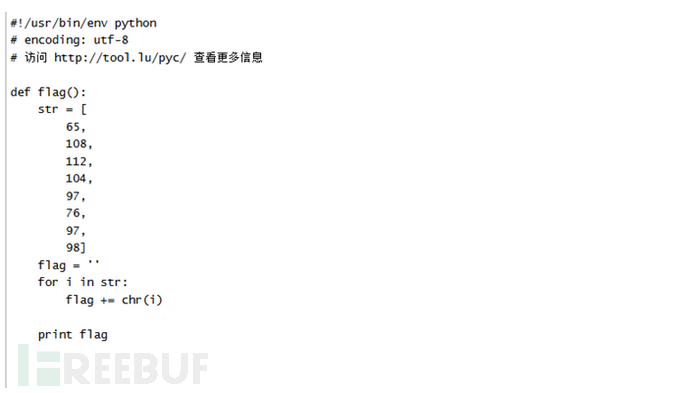 #!/usr/bin/env python
# encoding: utf-8
# 访问 http://tool.lu/pyc/ 查看更多信息
def flag():
    str = [
        65,
        108,
        112,
        104,
        97,
        76,
        97,
        98]
    flag = ''
    for i in str:
        flag += chr(i)
    print flag
FREEBUF